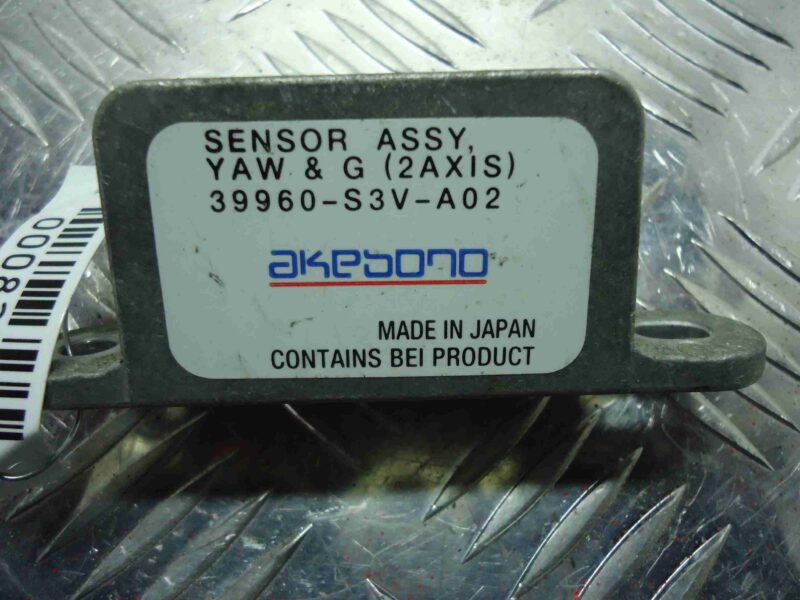 SENSOR ASSY,
YAW & G (2AXIS)
39960-S3V-A02
akebono
MADE IN JAPAN
CONTAINS BEI PRODUCT